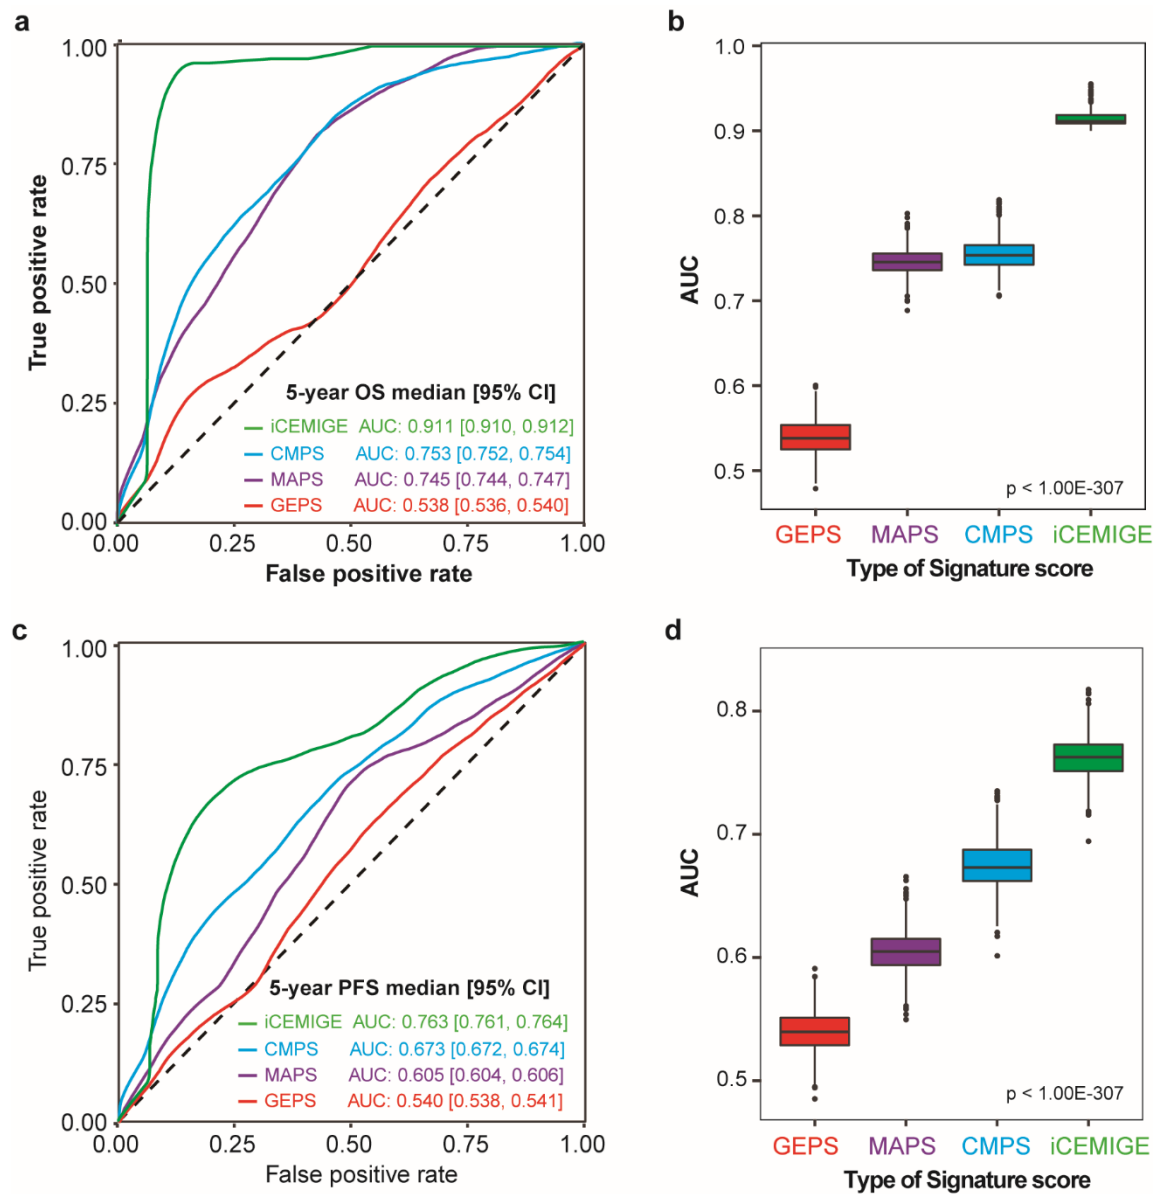 a
1.00
0.75
0.50
0.25
0.00
True positive rate
5-year OS median [95% CI]
iCEMIGE AUC: 0.911 [0.910, 0.912]
CMPS AUC: 0.753 [0.752, 0.754]
MAPS AUC: 0.745 [0.744, 0.747]
GEPS AUC: 0.538 [0.536, 0.540]
0.00 0.25 0.50 0.75 1.00
False positive rate
b
1.0
0.9
0.8
0.7
0.6
0.5
AUC
p < 1.00E-307
GEPS MAPS CMPS iCEMIGE
Type of Signature score
c
1.00
0.75
0.50
0.25
0.00
True positive rate
5-year PFS median [95% CI]
iCEMIGE AUC: 0.763 [0.761, 0.764]
CMPS AUC: 0.673 [0.672, 0.674]
MAPS AUC: 0.605 [0.604, 0.606]
GEPS AUC: 0.540 [0.538, 0.541]
0.00 0.25 0.50 0.75 1.00
False positive rate
d
0.8
0.7
0.6
0.5
AUC
p < 1.00E-307
GEPS MAPS CMPS iCEMIGE
Type of Signature score